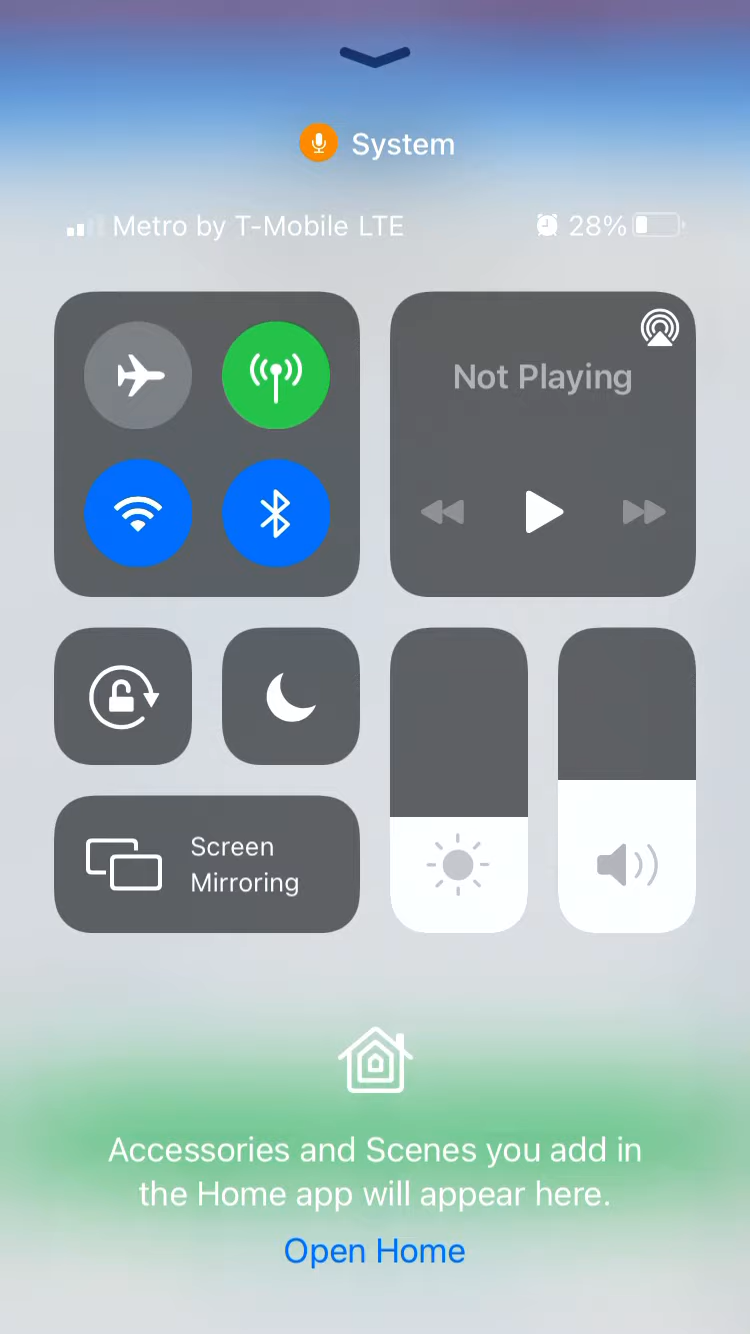 System
Metro by T-Mobile LTE 28%
Not Playing
Screen
Mirroring
Accessories and Scenes you add in
the Home app will appear here.
Open Home